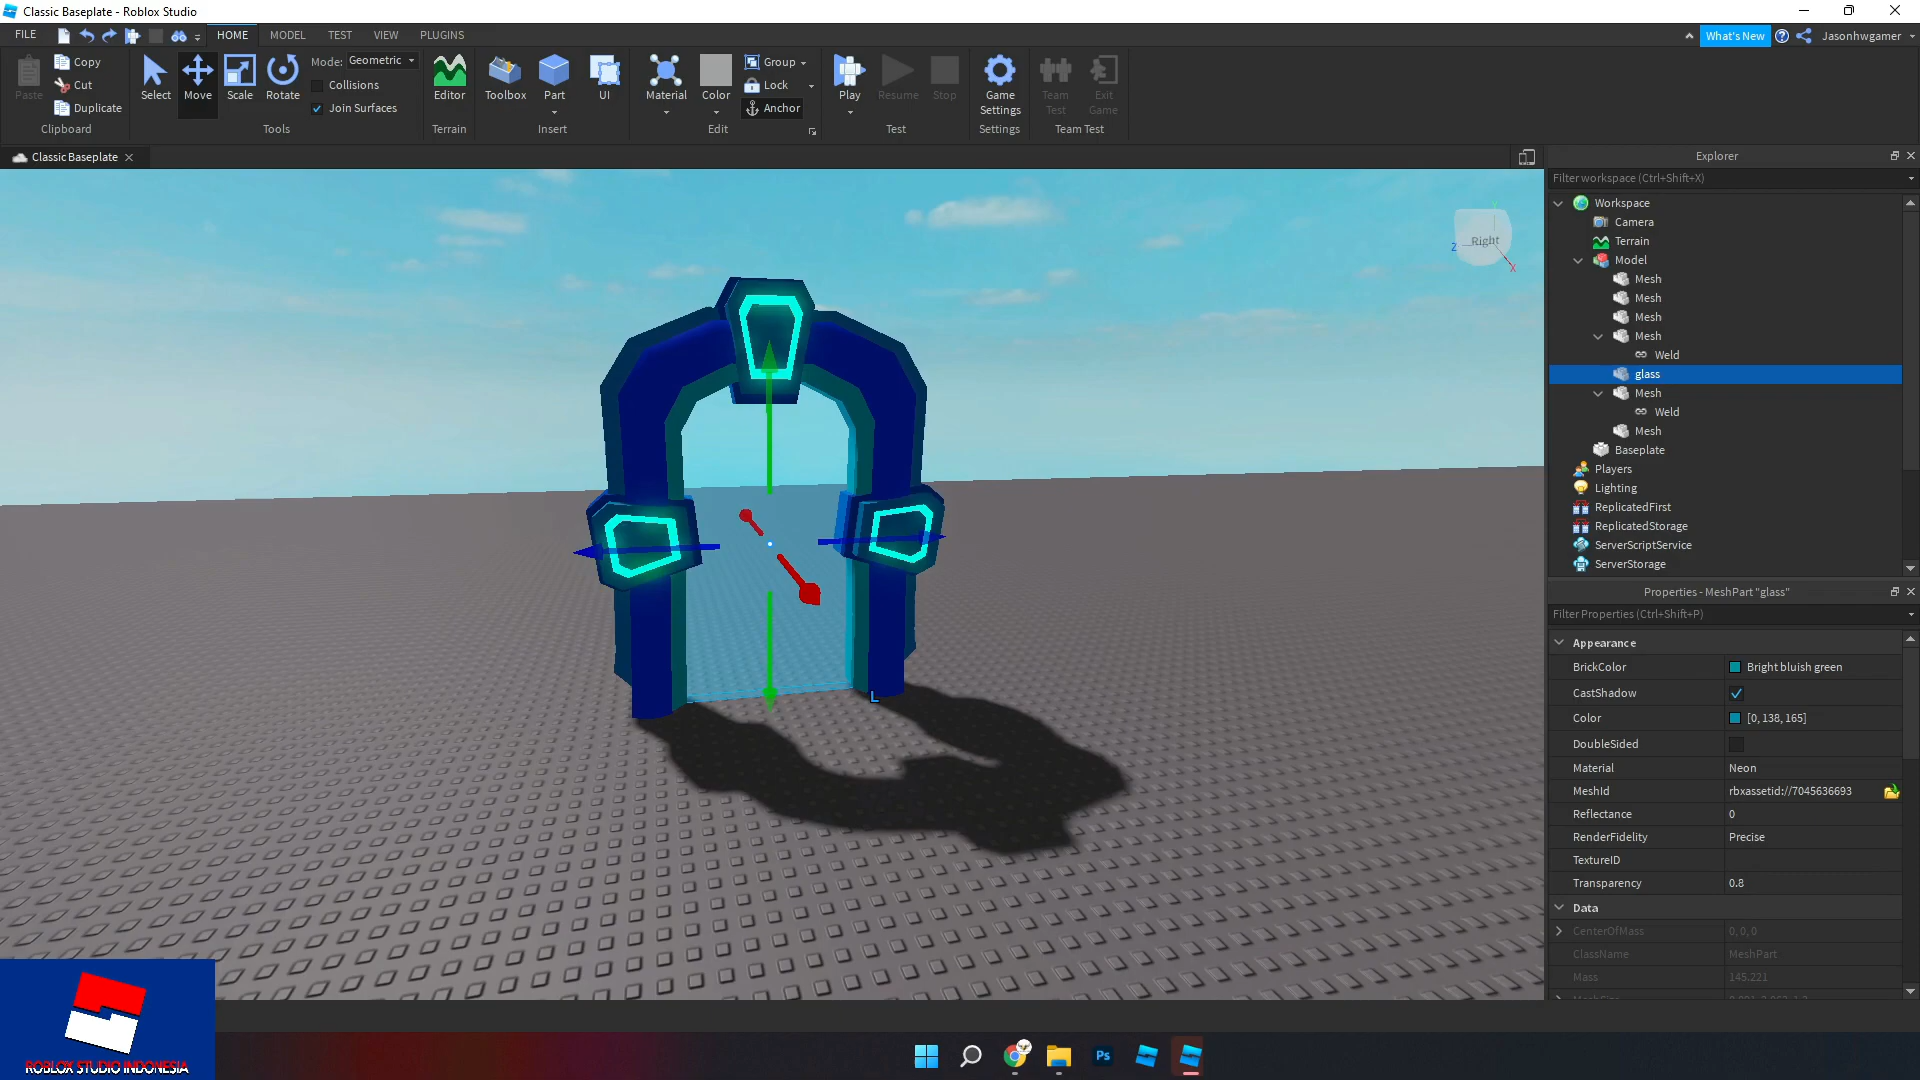 Classic Baseplate - Roblox Studio
FILE HOME MODEL TEST VIEW PLUGINS What's New Jasonhwgamer
Paste Copy Cut Duplicate
Clipboard
Select Move Scale Rotate Mode: Geometric
Collisions
Join Surfaces
Tools
Editor
Terrain
Toolbox Part UI
Insert
Material Color Group
Lock
Anchor
Edit
Play Resume Stop
Test
Game Settings
Settings
Team Test Exit Game
Team Test
Classic Baseplate
Right
Z
X
Explorer
Filter workspace (Ctrl+Shift+X)
Workspace
Camera
Terrain
Model
Mesh
Mesh
Mesh
Mesh
Weld
glass
Mesh
Weld
Mesh
Baseplate
Players
Lighting
ReplicatedFirst
ReplicatedStorage
ServerScriptService
ServerStorage
Properties - MeshPart "glass"
Filter Properties (Ctrl+Shift+P)
Appearance
BrickColor Bright bluish green
CastShadow
Color [0, 138, 165]
DoubleSided
Material Neon
MeshId rbxassetid://7045636693
Reflectance 0
RenderFidelity Precise
TextureID
Transparency 0.8
Data
CenterOfMass 0, 0, 0
ClassName MeshPart
Mass 145.221
L
ROBLOX STUDIO INDONESIA
Ps